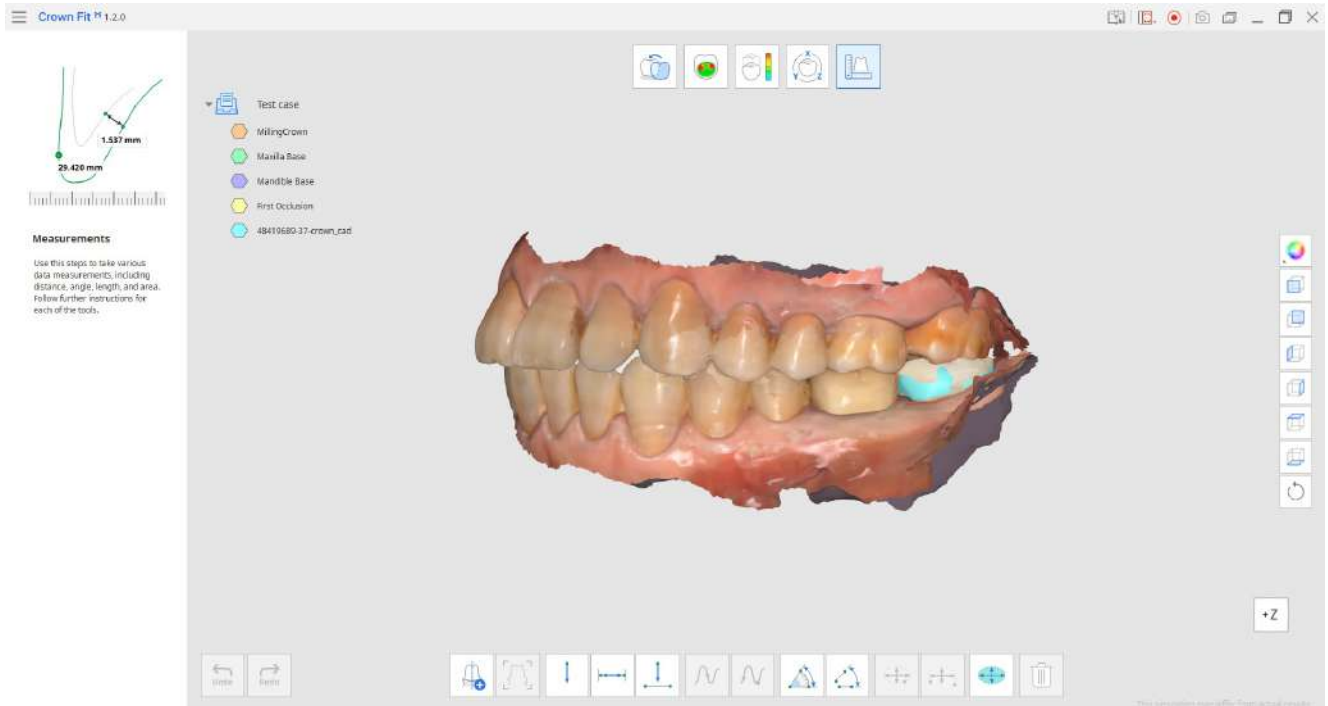 Crown Fit M 1.2.0
Test case
MillingCrown
Maxilla Base
Mandible Base
First Occlusion
48419689-37-crown_cad
1.537 mm
29.420 mm
Measurements
Use this steps to take various
data measurements, including
distance, angle, length, and area.
Follow further instructions for
each of the tools.
X
Y Z
+Z
Undo Redo